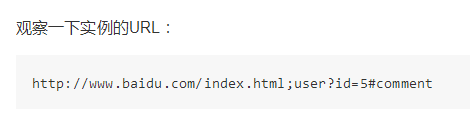 观察一下实例的URL：
http://www.baidu.com/index.html;user?id=5#comment